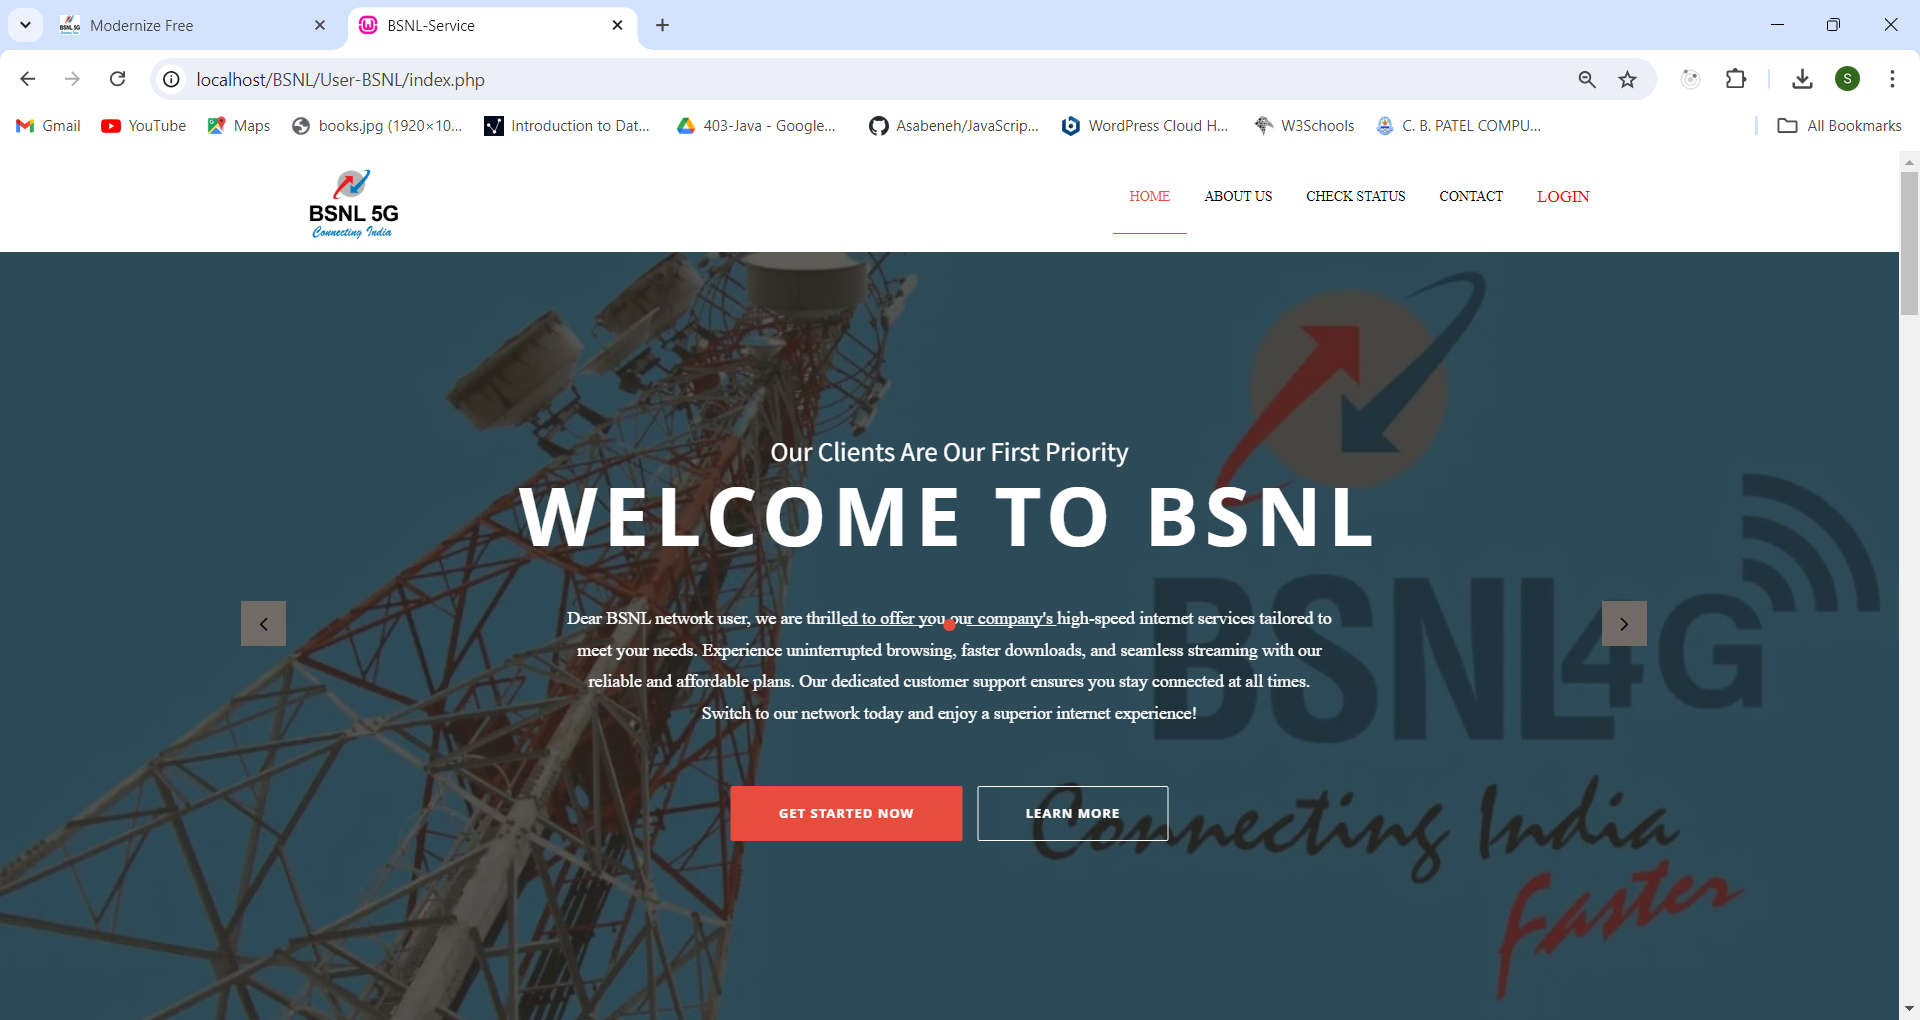 Modernize Free
BSNL-Service
localhost/BSNL/User-BSNL/index.php
S
Gmail
YouTube
Maps
books.jpg (1920×10...
Introduction to Dat...
403-Java - Google...
Asabeneh/JavaScrip...
WordPress Cloud H...
W3Schools
C. B. PATEL COMPU...
All Bookmarks
BSNL 5G
Connecting India
HOME
ABOUT US
CHECK STATUS
CONTACT
LOGIN
Our Clients Are Our First Priority
WELCOME TO BSNL
Dear BSNL network user, we are thrilled to offer you our company's high-speed internet services tailored to
meet your needs. Experience uninterrupted browsing, faster downloads, and seamless streaming with our
reliable and affordable plans. Our dedicated customer support ensures you stay connected at all times.
Switch to our network today and enjoy a superior internet experience!
GET STARTED NOW
LEARN MORE
BSNL 4G
Connecting India
Faster